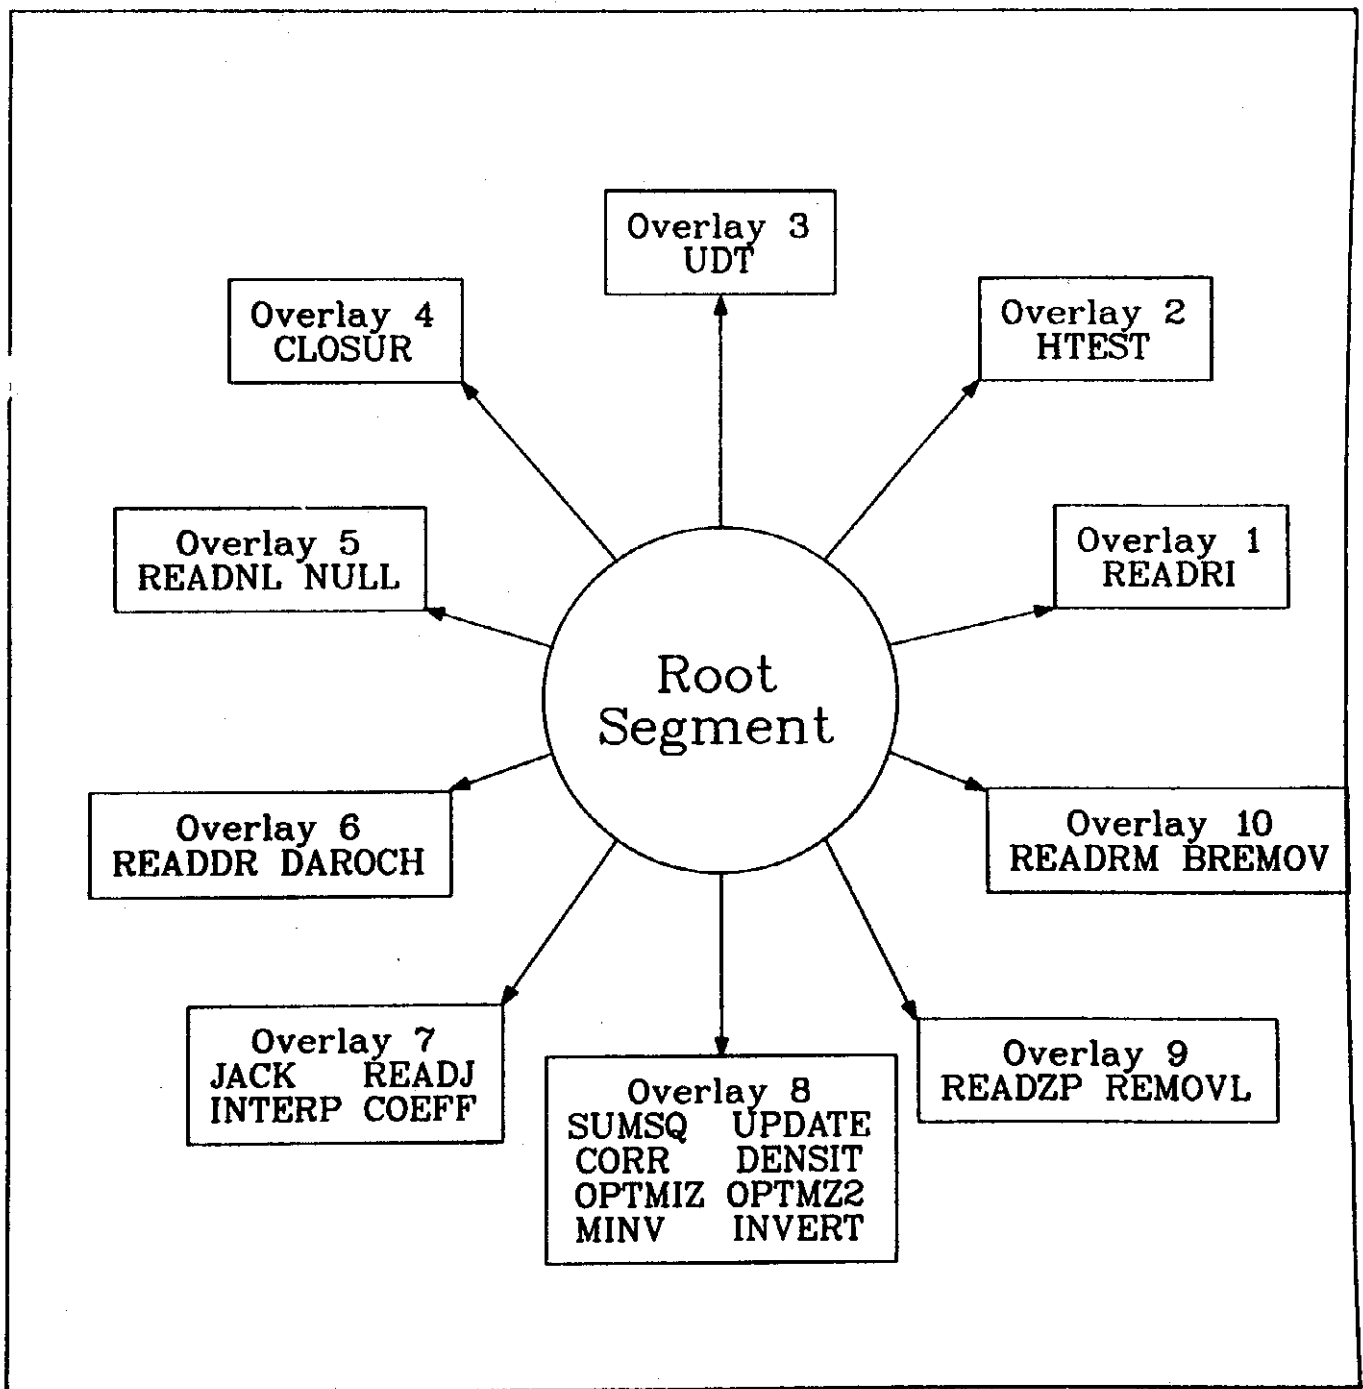 Overlay 3
UDT
Overlay 4
CLOSUR
Overlay 2
HTEST
Overlay 5
READNL NULL
Overlay 1
READRI
Root
Segment
Overlay 6
READDR DAROCH
Overlay 10
READRM BREMOV
Overlay 7
JACK READJ
INTERP COEFF
Overlay 8
SUMSQ UPDATE
CORR DENSIT
OPTMIZ OPTMZ2
MINV INVERT
Overlay 9
READZP REMOVL